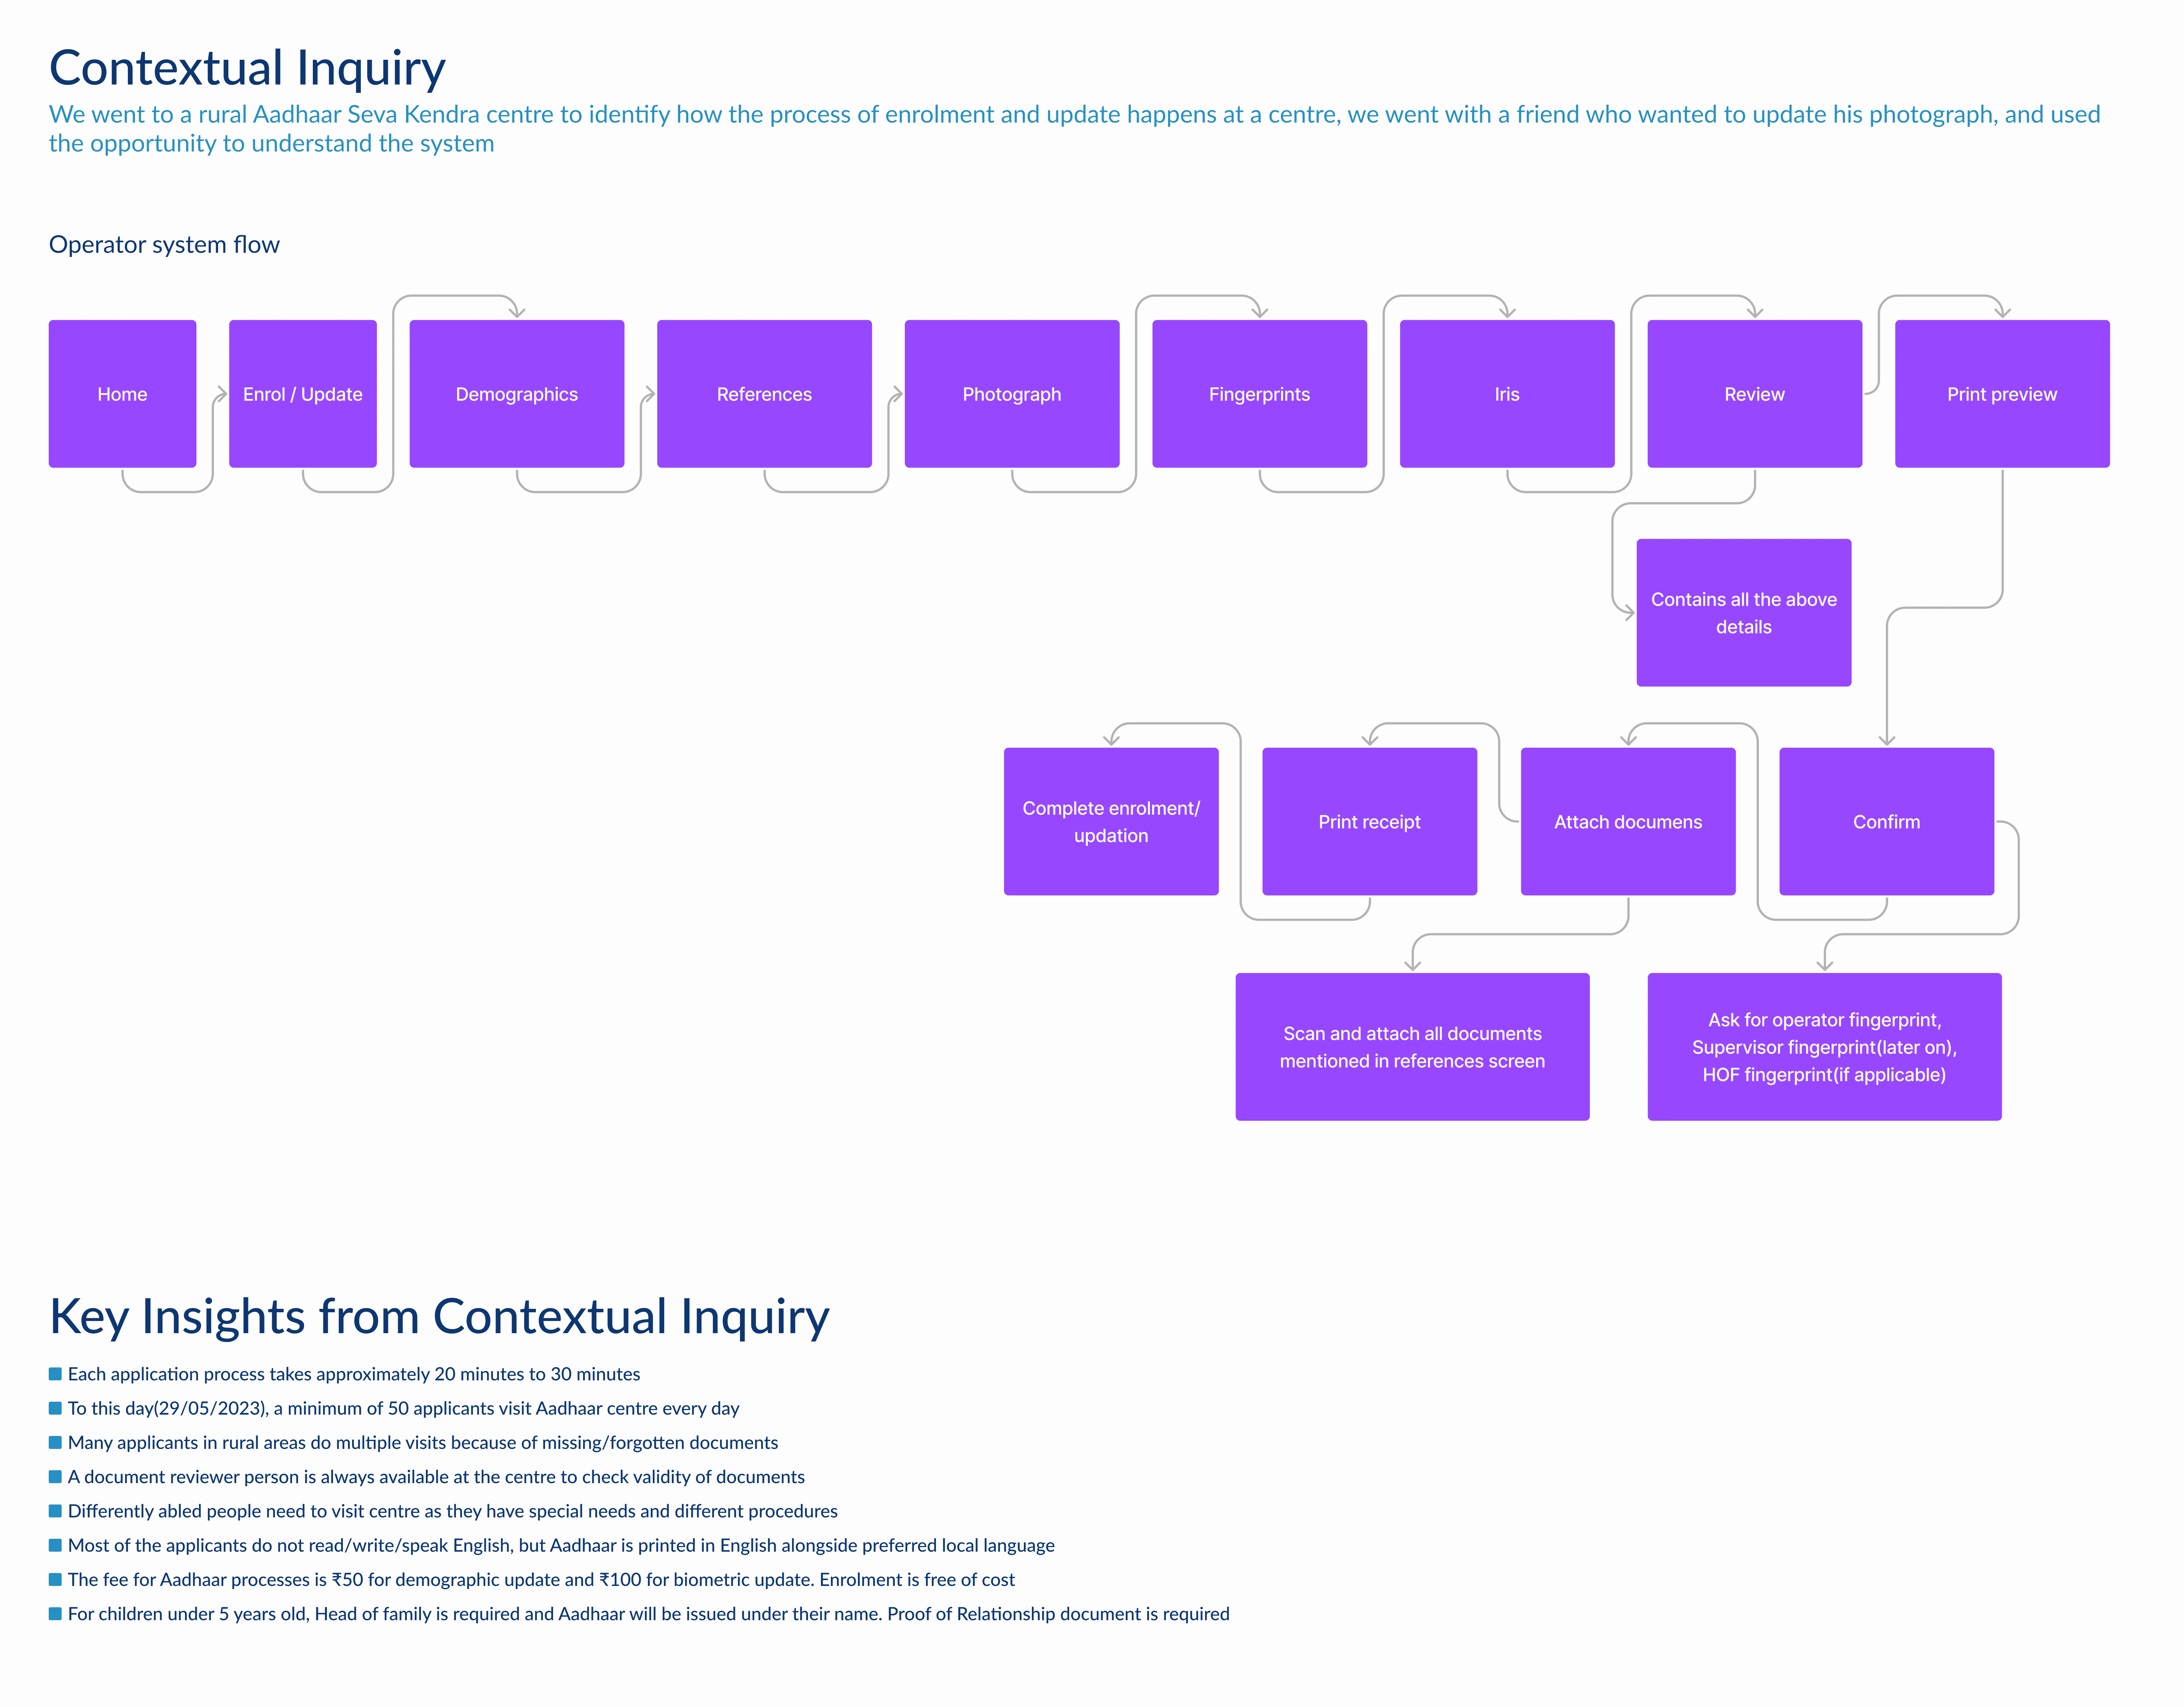 Contextual Inquiry
We went to a rural Aadhaar Seva Kendra centre to identify how the process of enrolment and update happens at a centre, we went with a friend who wanted to update his photograph, and used
the opportunity to understand the system
Operator system flow
Home
Enrol / Update
Demographics
References
Photograph
Fingerprints
Iris
Review
Print preview
Contains all the above
details
Complete enrolment/
updation
Print receipt
Attach documens
Confirm
Scan and attach all documents
mentioned in references screen
Ask for operator fingerprint,
Supervisor fingerprint(later on),
HOF fingerprint(if applicable)
Key Insights from Contextual Inquiry
Each application process takes approximately 20 minutes to 30 minutes
To this day(29/05/2023), a minimum of 50 applicants visit Aadhaar centre every day
Many applicants in rural areas do multiple visits because of missing/forgotten documents
A document reviewer person is always available at the centre to check validity of documents
Differently abled people need to visit centre as they have special needs and different procedures
Most of the applicants do not read/write/speak English, but Aadhaar is printed in English alongside preferred local language
The fee for Aadhaar processes is ₹50 for demographic update and ₹100 for biometric update. Enrolment is free of cost
For children under 5 years old, Head of family is required and Aadhaar will be issued under their name. Proof of Relationship document is required